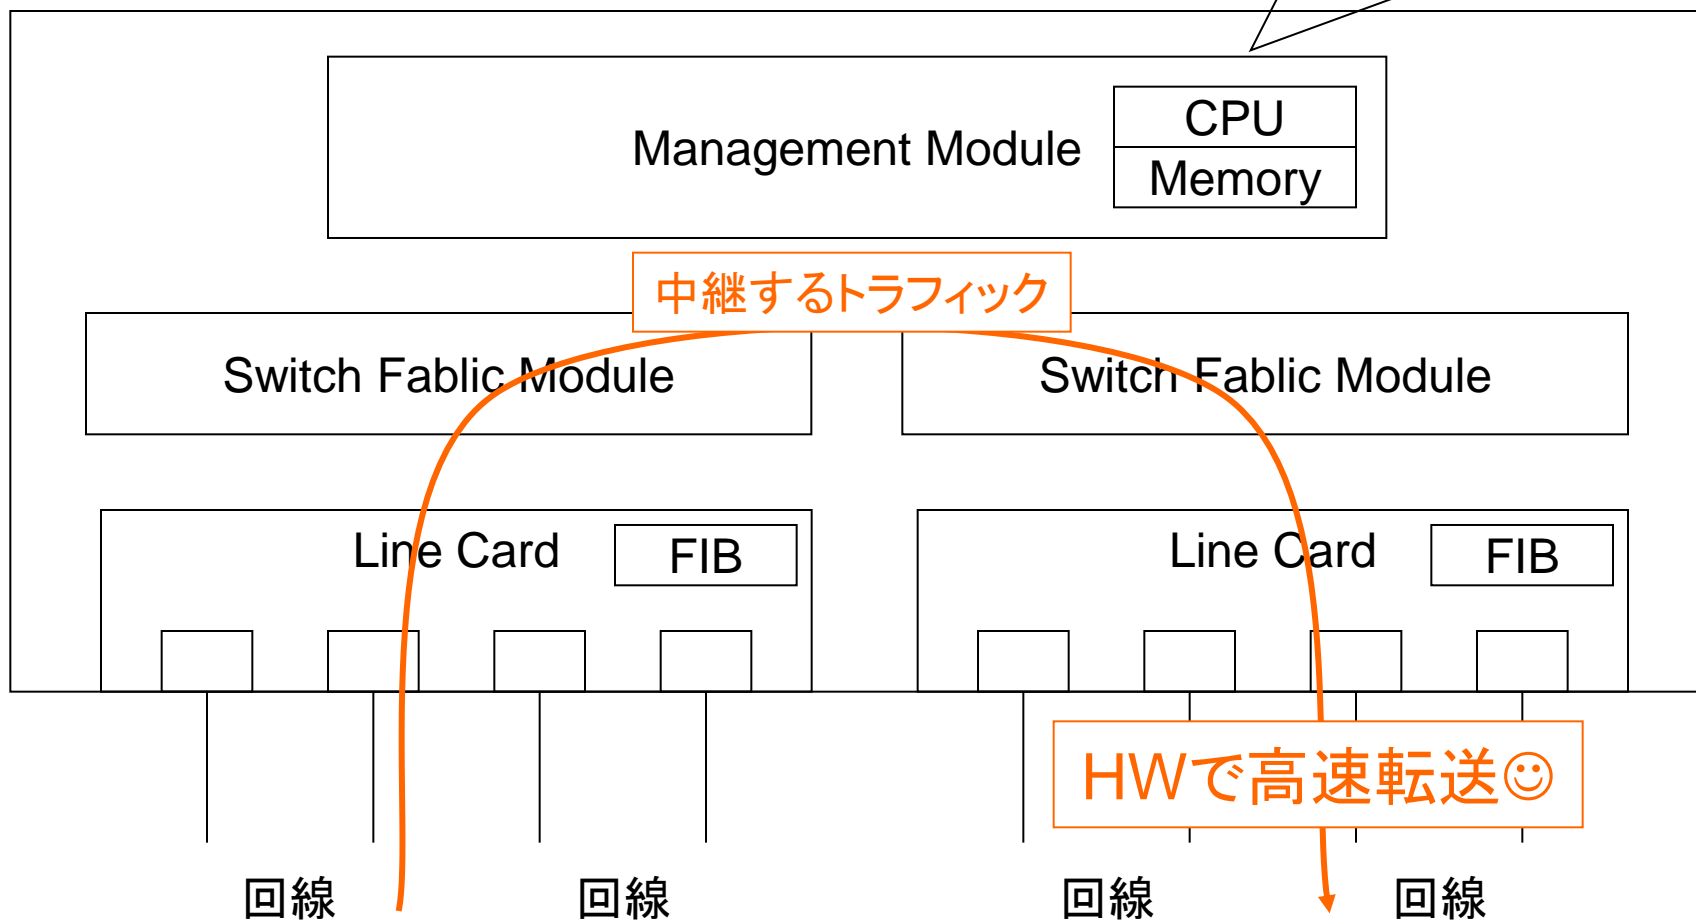 Management Module
CPU
Memory
中継するトラフィック
Switch Fablic Module
Switch Fablic Module
Line Card
FIB
Line Card
FIB
HWで高速転送☺
回線
回線
回線
回線